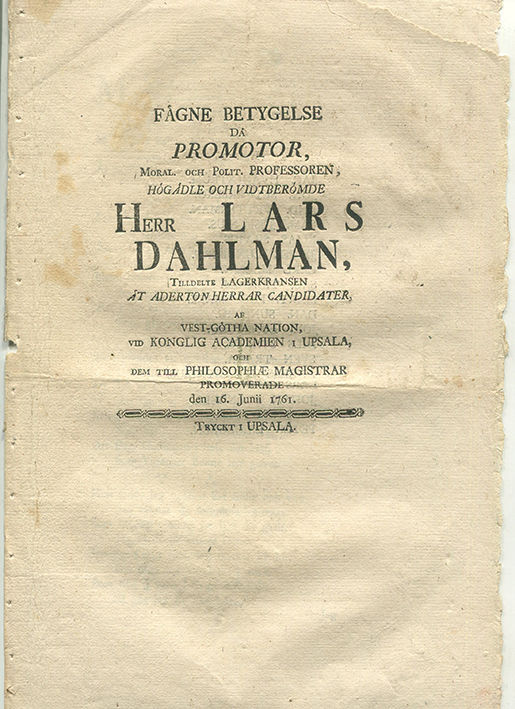 FÅGNE BETYGELSE
DÅ
PROMOTOR,
MORAL. OCH POLIT. PROFESSOREN,
HÖGÅDLE OCH VIDTBERÖMDE
HERR LARS
DAHLMAN,
TILLDELTE LAGERKRANSEN
ÅT ADERTON HERRAR CANDIDATER,
AF
VEST-GÖTHA NATION,
VID KONGLIG ACADEMIEN I UPSALA,
OCH
DEM TILL PHILOSOPHIÆ MAGISTRAR
PROMOVERADE
den 16. Junii 1761.
TRYCKT I UPSALA.